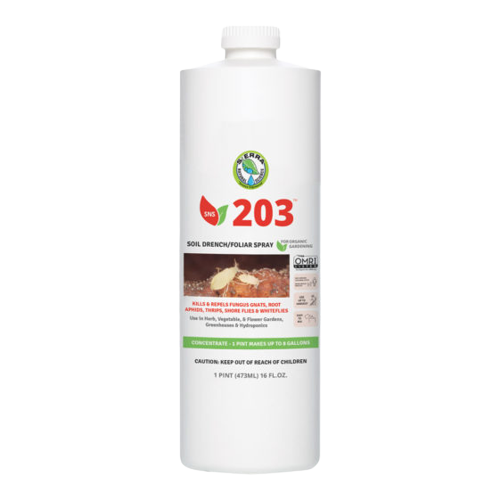 SIERRA
SNS 203™
SOIL DRENCH/FOLIAR SPRAY
FOR ORGANIC
GARDENING
OMRI
LISTED
KILLS & REPELS FUNGUS GNATS, ROOT
APHIDS, THRIPS, SHORE FLIES & WHITEFLIES
Use in Herb, Vegetable, & Flower Gardens,
Greenhouses & Hydroponics
CONCENTRATE - 1 PINT MAKES UP TO 8 GALLONS
CAUTION: KEEP OUT OF REACH OF CHILDREN
1 PINT (473ML) 16 FL.OZ.